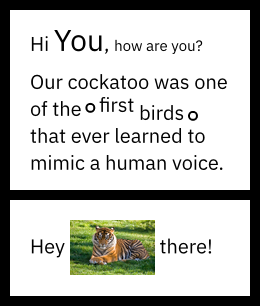 Hi You, how are you?
Our cockatoo was one
of the first birds
that ever learned to
mimic a human voice.
Hey there!